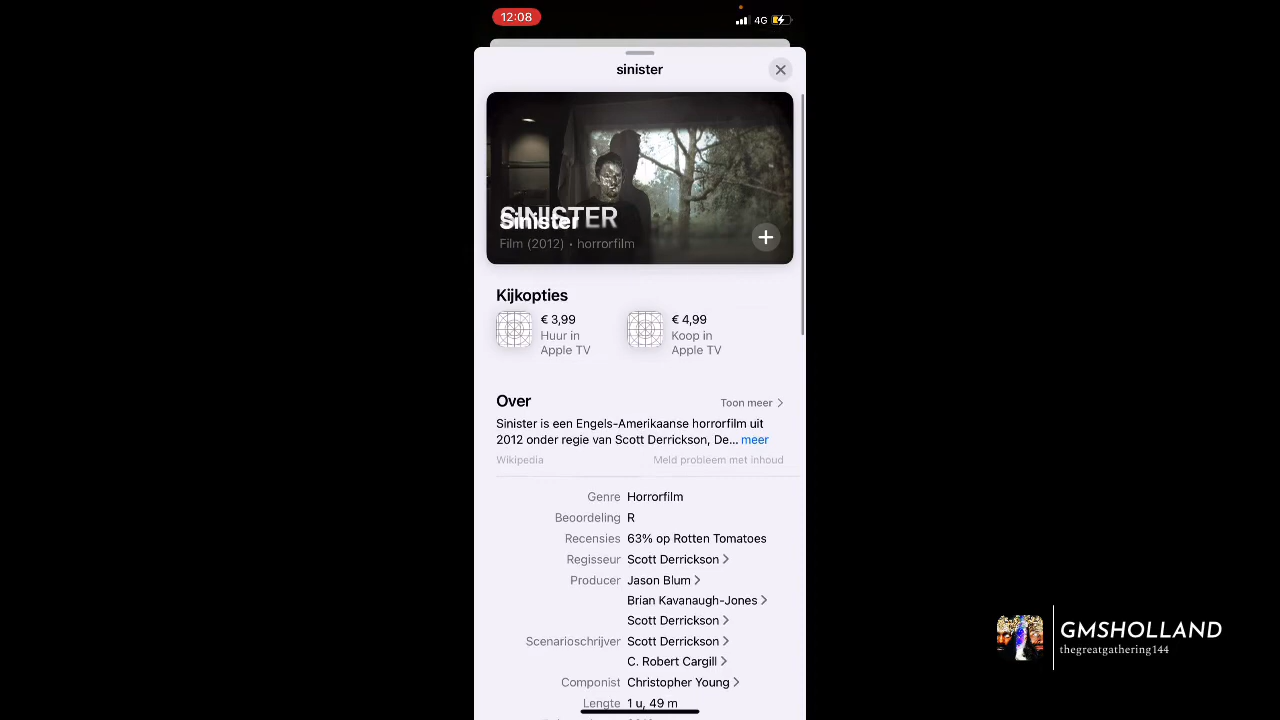 12:08
4G
sinister
SINISTER
Sinister
Film (2012) • horrorfilm
Kijkopties
€ 3,99
Huur in
Apple TV
€ 4,99
Koop in
Apple TV
Over
Toon meer
Sinister is een Engels-Amerikaanse horrorfilm uit
2012 onder regie van Scott Derrickson, De... meer
Wikipedia
Meld probleem met inhoud
Genre Horrorfilm
Beoordeling R
Recensies 63% op Rotten Tomatoes
Regisseur Scott Derrickson
Producer Jason Blum
Brian Kavanaugh-Jones
Scott Derrickson
Scenarioschrijver Scott Derrickson
C. Robert Cargill
Componist Christopher Young
Lengte 1 u, 49 m
GMSHOLLAND
thegreatgathering144